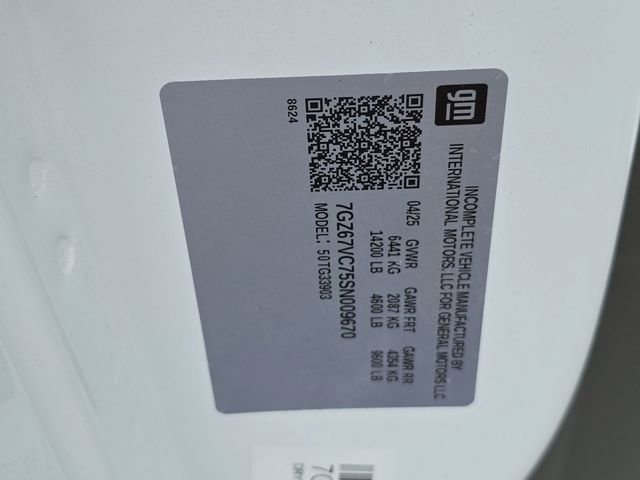 gm
INCOMPLETE VEHICLE MANUFACTURED BY
INTERNATIONAL MOTORS, LLC FOR GENERAL MOTORS LLC
04/25 GVWR GAWR FRT GAWR RR
6441 KG 2087 KG 4354 KG
14200 LB 4600 LB 9600 LB
7GZ67VC75SN009670
MODEL: 50TG33903
8624